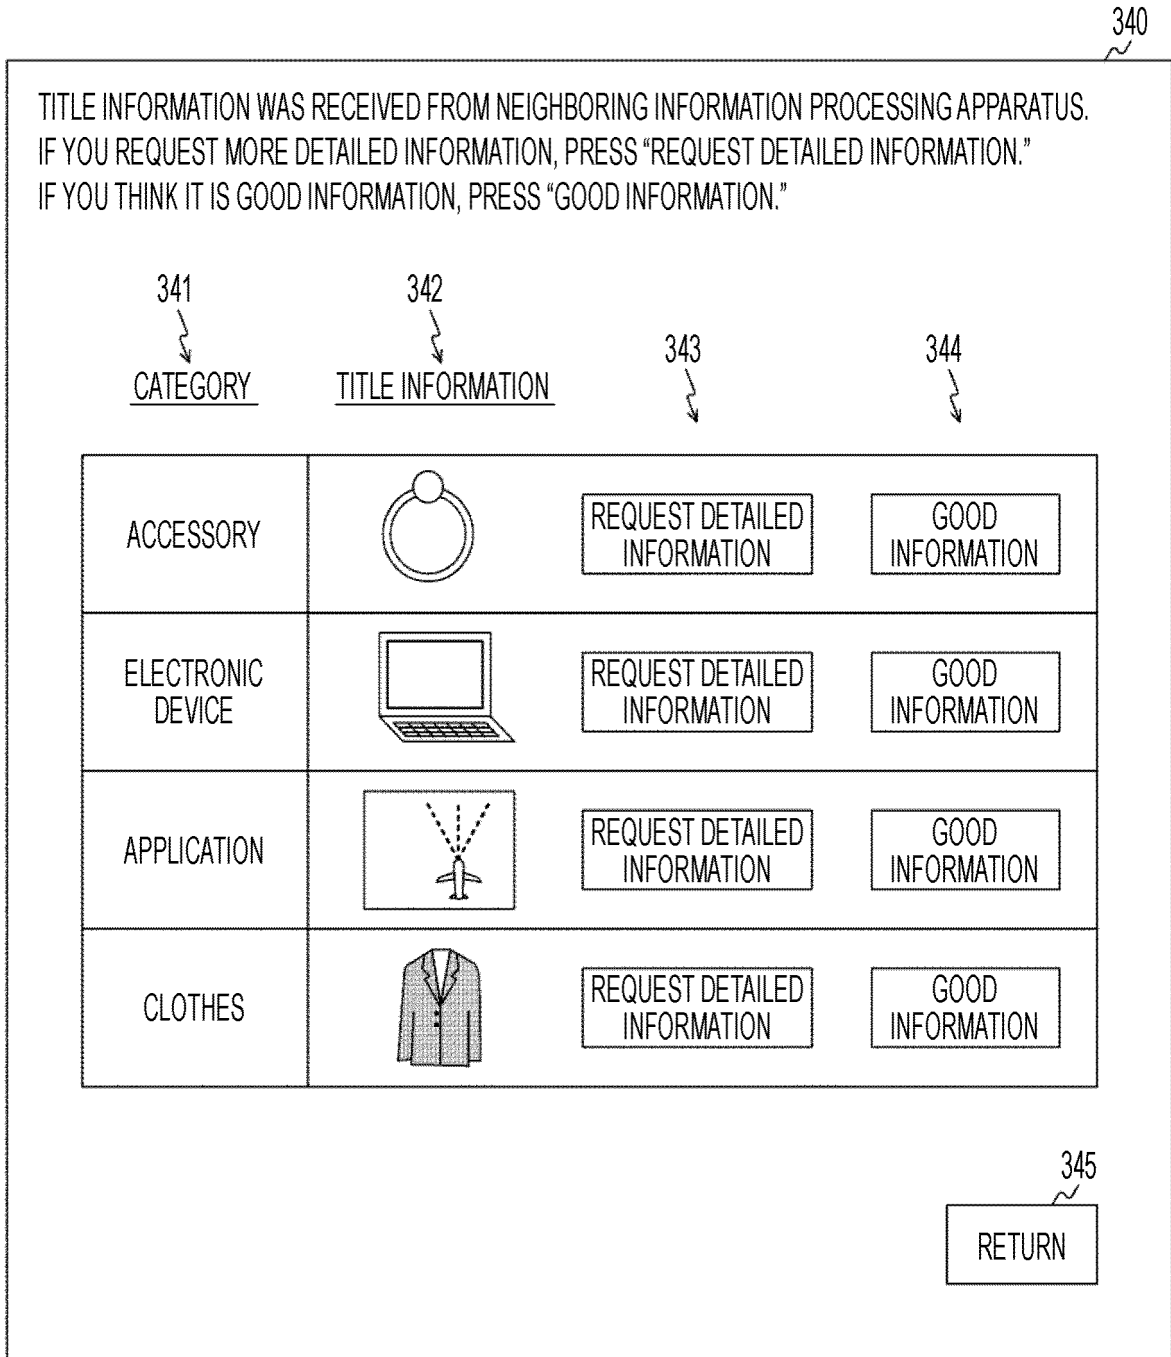 340
TITLE INFORMATION WAS RECEIVED FROM NEIGHBORING INFORMATION PROCESSING APPARATUS.
IF YOU REQUEST MORE DETAILED INFORMATION, PRESS “REQUEST DETAILED INFORMATION.”
IF YOU THINK IT IS GOOD INFORMATION, PRESS “GOOD INFORMATION.”
341
342
343
344
CATEGORY
TITLE INFORMATION
ACCESSORY
REQUEST DETAILED
INFORMATION
GOOD
INFORMATION
ELECTRONIC
DEVICE
REQUEST DETAILED
INFORMATION
GOOD
INFORMATION
APPLICATION
REQUEST DETAILED
INFORMATION
GOOD
INFORMATION
CLOTHES
REQUEST DETAILED
INFORMATION
GOOD
INFORMATION
345
RETURN